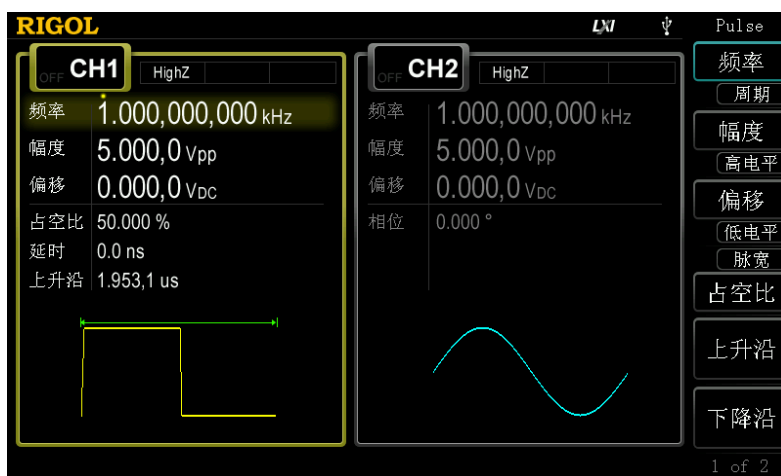 RIGOL LXI Pulse
OFF CH1 HighZ
频率 1.000,000,000 kHz
幅度 5.000,0 Vpp
偏移 0.000,0 VDC
占空比 50.000 %
延时 0.0 ns
上升沿 1.953,1 us
OFF CH2 HighZ
频率 1.000,000,000 kHz
幅度 5.000,0 Vpp
偏移 0.000,0 VDC
相位 0.000 °
频率
周期
幅度
高电平
偏移
低电平
脉宽
占空比
上升沿
下降沿
1 of 2